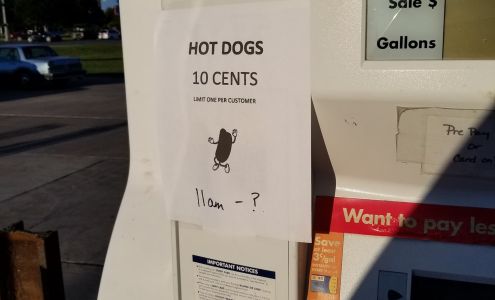 Sale $
Gallons
HOT DOGS
10 CENTS
LIMIT ONE PER CUSTOMER
11am - ?
Pre Pay
or
Card on
Want to pay les
Save
3¢/gal
IMPORTANT NOTICES